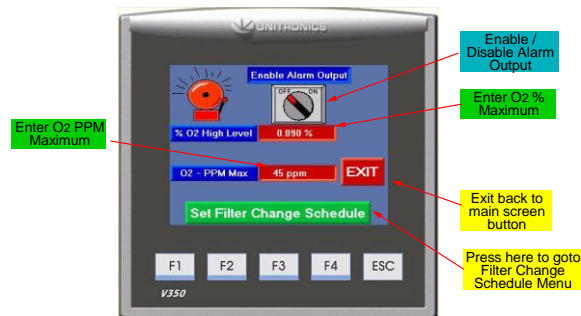 UNITRONICS
Enable /
Disable Alarm
Output
Enable Alarm Output
OFF ON
Enter O2 %
Maximum
Enter O2 PPM
Maximum
% O2 High Level
0.090 %
O2 - PPM Max
45 ppm
EXIT
Exit back to
main screen
button
Set Filter Change Schedule
Press here to goto
Filter Change
Schedule Menu
F1
F2
F3
F4
ESC
V350